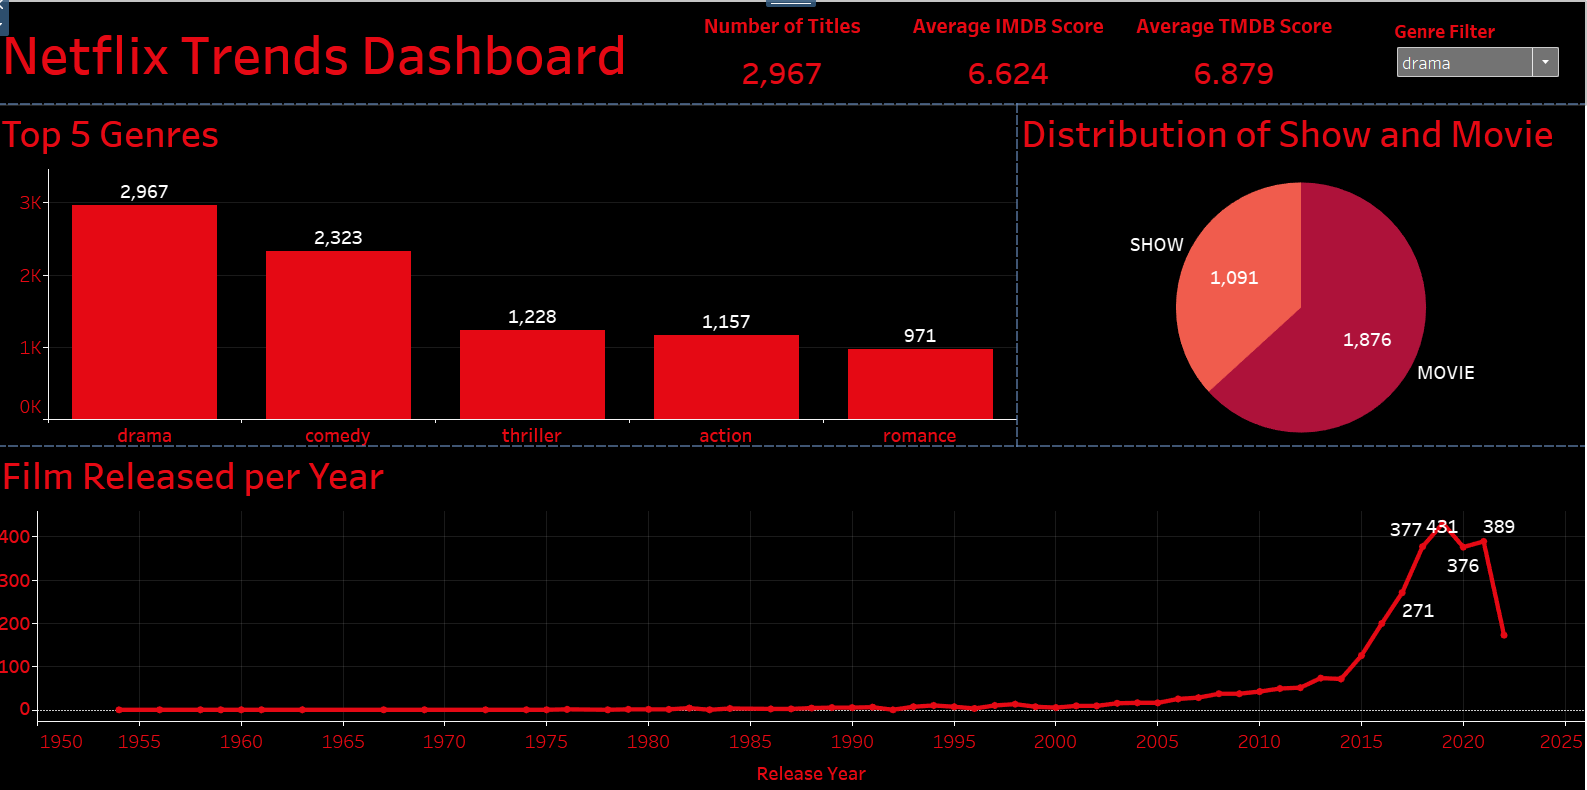 Netflix Trends Dashboard
Number of Titles
2,967
Average IMDB Score
6.624
Average TMDB Score
6.879
Genre Filter
drama
Top 5 Genres
3K
2K
1K
0K
2,967
2,323
1,228
1,157
971
drama
comedy
thriller
action
romance
Distribution of Show and Movie
SHOW
1,091
1,876
MOVIE
Film Released per Year
400
300
200
100
0
377
431
389
376
271
1950
1955
1960
1965
1970
1975
1980
1985
1990
1995
2000
2005
2010
2015
2020
2025
Release Year